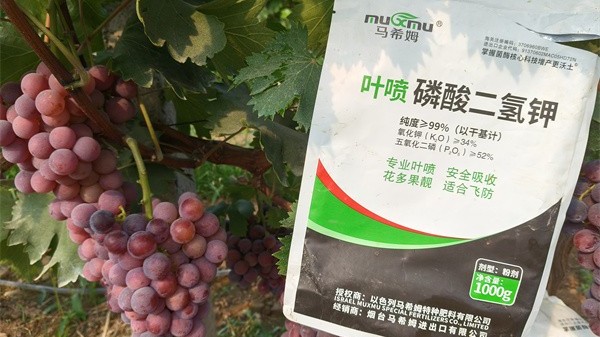 muxmu
马希姆
掌握菌酶核心科技增产更沃土
叶喷 磷酸二氢钾
纯度≥99%（以干基计）
氧化钾（K₂O）≥34%
五氧化二磷（P₂O₅）≥52%
专业叶喷 安全吸收
花多果靓 适合飞防
剂型：粉剂
净含量：
1000g
授权商：以色列马希姆特种肥料有限公司
ISRAEL MUXMU SPECIAL FERTILIZERS CO., LIMITED
经销商：烟台马希姆进出口有限公司